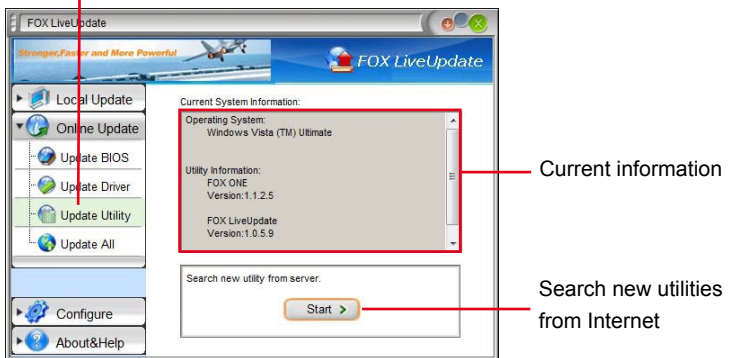 FOX LiveUpdate
Stronger,Faster and More Powerful
FOX LiveUpdate
Local Update
Online Update
Update BIOS
Update Driver
Update Utility
Update All
Configure
About&Help
Current System Information:
Operating System:
Windows Vista (TM) Ultimate
Utility Information:
FOX ONE
Version:1.1.2.5
FOX LiveUpdate
Version:1.0.5.9
Search new utility from server.
Start
Current information
Search new utilities
from Internet